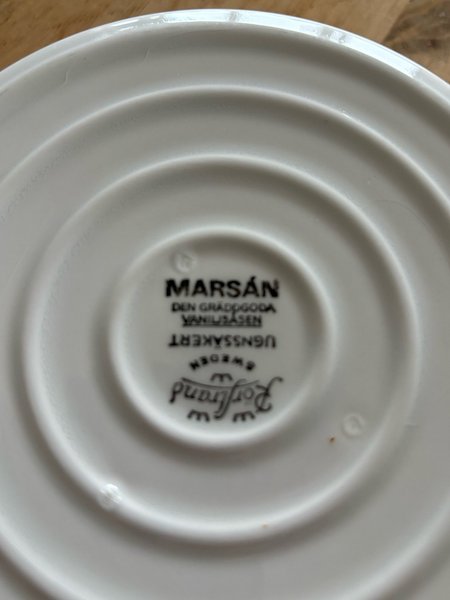 MARSÁN
DEN GRÄDDGODA
VANILJSÅSEN
Rörstrand
SWEDEN
UGNSSÄKERT